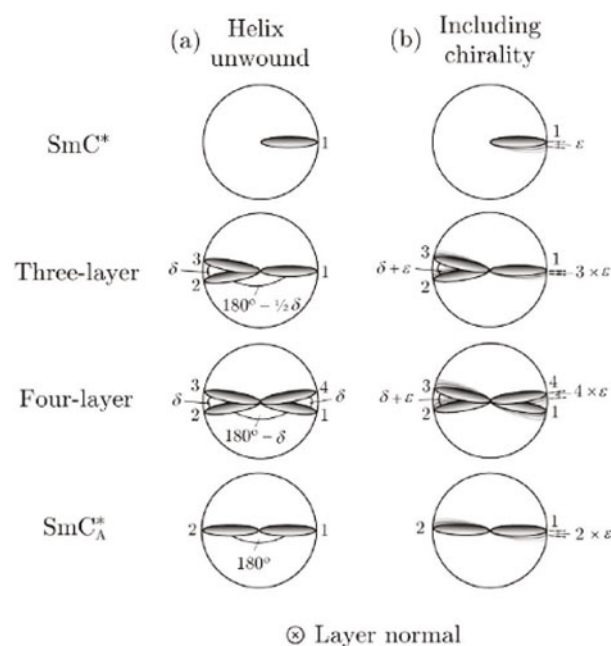 (a) Helix unwound (b) Including chirality
SmC* 1 1 ε
Three-layer 3 δ 2 1 180° − ½ δ 3 δ + ε 2 1 3 × ε
Four-layer 3 δ 2 4 δ 1 180° − δ 3 δ + ε 2 4 4 × ε 1
SmC*A 2 1 180° 2 1 2 × ε
⊗ Layer normal